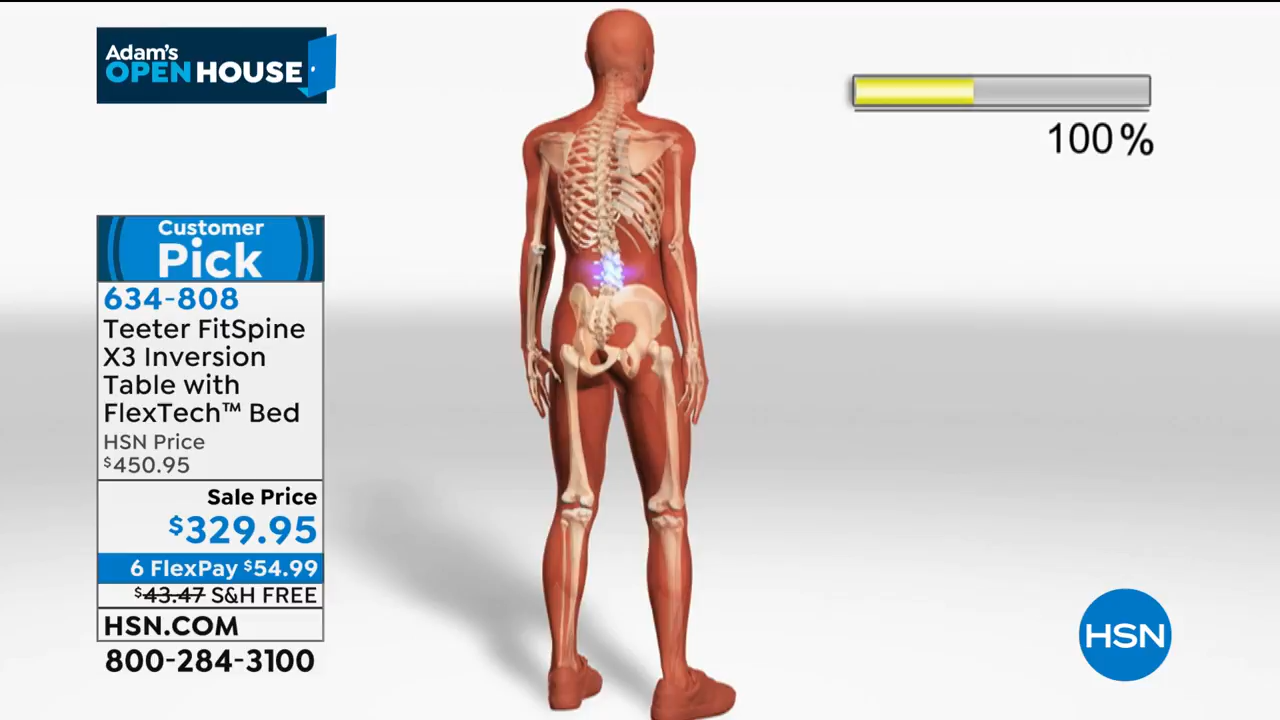 Adam's
OPEN HOUSE
100%
Customer
Pick
634-808
Teeter FitSpine
X3 Inversion
Table with
FlexTech™ Bed
HSN Price
$450.95
Sale Price
$329.95
6 FlexPay $54.99
$43.47 S&H FREE
HSN.COM
800-284-3100
HSN